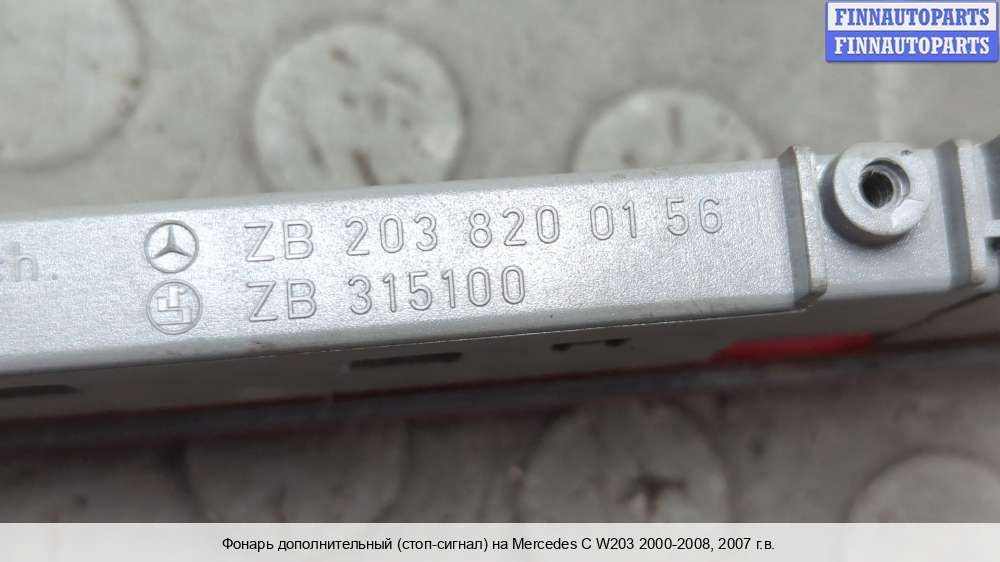 FINNAUTOPARTS
FINNAUTOPARTS
ZB 203 820 01 56
ch. ZB 315100
Фонарь дополнительный (стоп-сигнал) на Mercedes C W203 2000-2008, 2007 г.в.